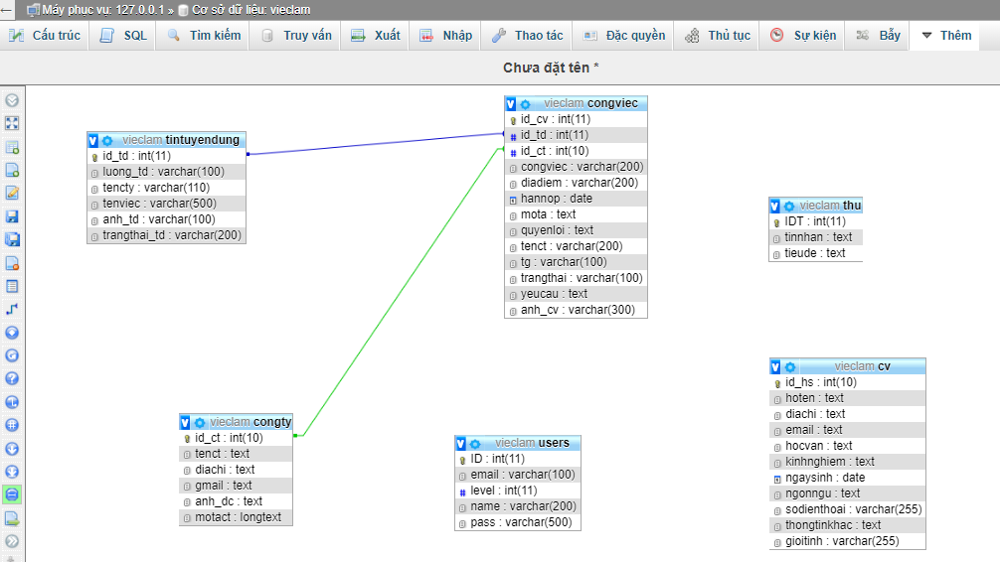 Máy phục vụ: 127.0.0.1 » Cơ sở dữ liệu: vieclam
Cấu trúc SQL Tìm kiếm Truy vấn Xuất Nhập Thao tác Đặc quyền Thủ tục Sự kiện Bẫy Thêm
Chưa đặt tên *
vieclam congviec
id_cv : int(11)
id_td : int(11)
id_ct : int(10)
congviec : varchar(200)
diadiem : varchar(200)
hannop : date
mota : text
quyenloi : text
tenct : varchar(200)
tg : varchar(100)
trangthai : varchar(100)
yeucau : text
anh_cv : varchar(300)
vieclam tintuyendung
id_td : int(11)
luong_td : varchar(100)
tencty : varchar(110)
tenviec : varchar(500)
anh_td : varchar(100)
trangthai_td : varchar(200)
vieclam thu
IDT : int(11)
tinnhan : text
tieude : text
vieclam cv
id_hs : int(10)
hoten : text
diachi : text
email : text
hocvan : text
kinhnghiem : text
ngaysinh : date
ngonngu : text
sodienthoai : varchar(255)
thongtinkhac : text
gioitinh : varchar(255)
vieclam congty
id_ct : int(10)
tenct : text
diachi : text
gmail : text
anh_dc : text
motact : longtext
vieclam users
ID : int(11)
email : varchar(100)
level : int(11)
name : varchar(200)
pass : varchar(500)